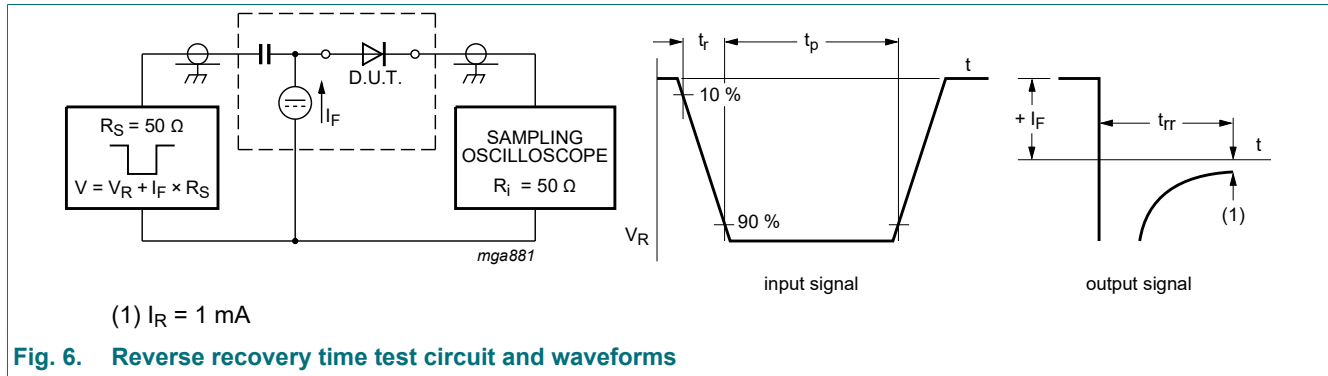 D.U.T.
I_F
R_S = 50 Ω
V = V_R + I_F × R_S
SAMPLING
OSCILLOSCOPE
R_i = 50 Ω
mga881
t_r
t_p
t
10 %
90 %
V_R
input signal
+ I_F
t_rr
t
(1)
output signal
(1) I_R = 1 mA
Fig. 6. Reverse recovery time test circuit and waveforms